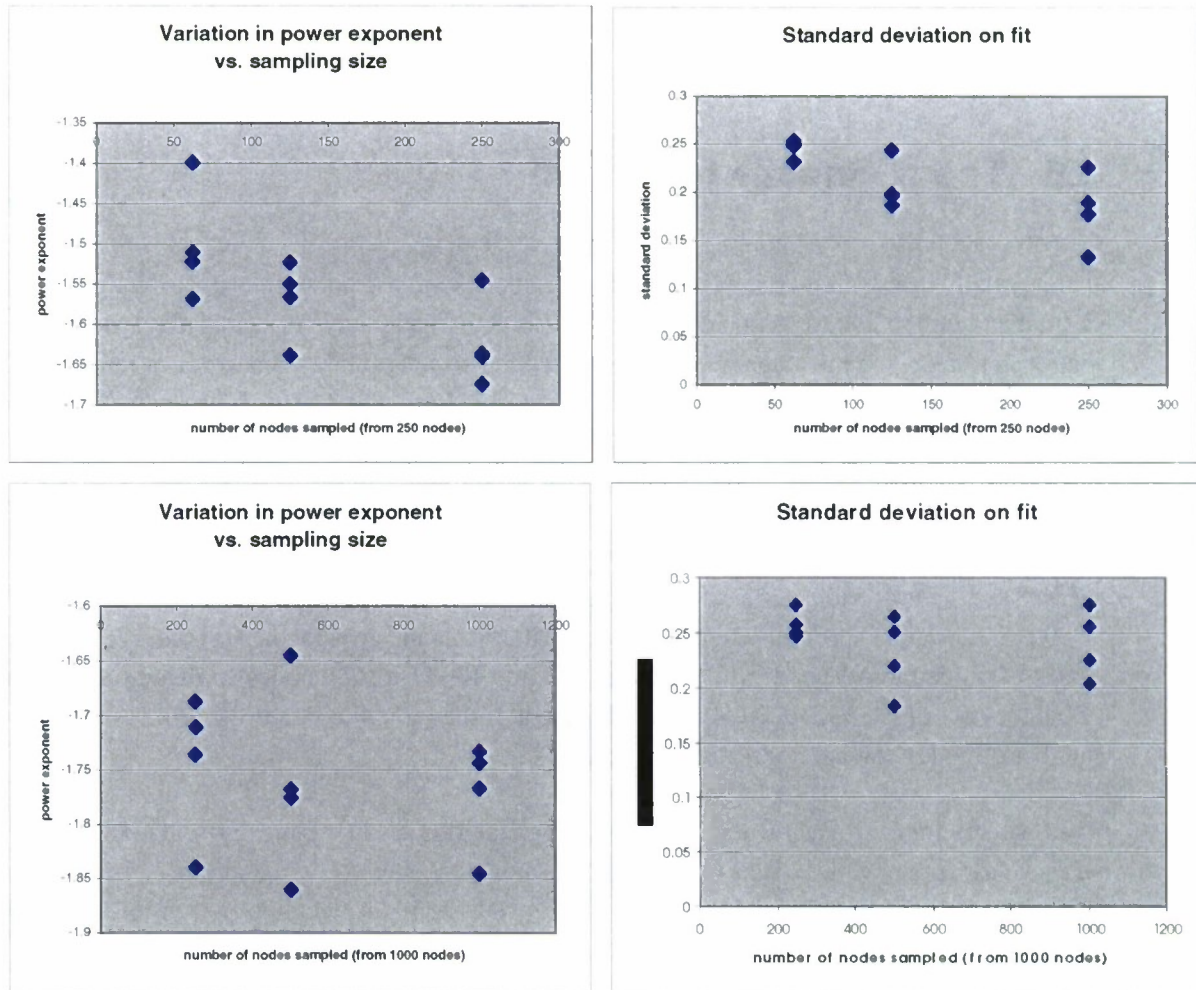 Variation in power exponent
vs. sampling size
-1.35
0 50 100 150 200 250 300
-1.4
-1.45
-1.5
-1.55
-1.6
-1.65
-1.7
power exponent
number of nodes sampled (from 250 nodes)
Standard deviation on fit
0.3
0.25
0.2
0.15
0.1
0.05
0
0 50 100 150 200 250 300
standard deviation
number of nodes sampled (from 250 nodes)
Variation in power exponent
vs. sampling size
-1.6
0 200 400 600 800 1000 1200
-1.65
-1.7
-1.75
-1.8
-1.85
-1.9
power exponent
number of nodes sampled (from 1000 nodes)
Standard deviation on fit
0.3
0.25
0.2
0.15
0.1
0.05
0
0 200 400 600 800 1000 1200
number of nodes sampled (from 1000 nodes)